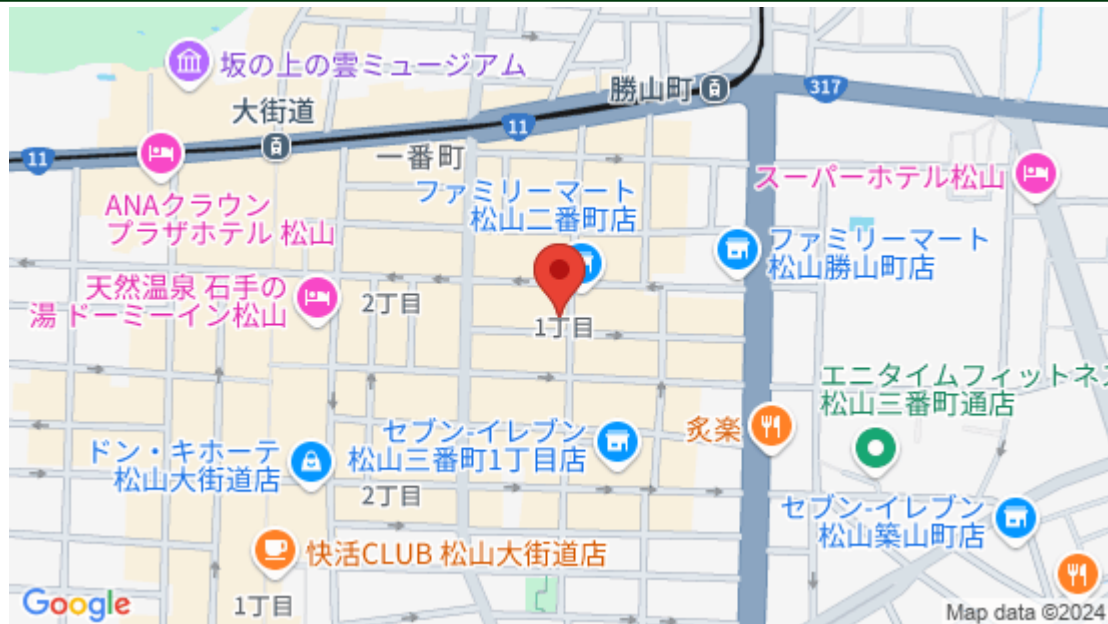 坂の上の雲ミュージアム
勝山町
317
大街道
11
11
一番町
ファミリーマート
松山二番町店
スーパーホテル松山
ANAクラウン
プラザホテル 松山
ファミリーマート
松山勝山町店
天然温泉 石手の
湯 ドーミーイン松山
2丁目
1丁目
エニタイムフィットネス
松山三番町通店
炙楽
セブン-イレブン
松山三番町1丁目店
ドン・キホーテ
松山大街道店
2丁目
セブン-イレブン
松山築山町店
快活CLUB 松山大街道店
1丁目
Google
Map data ©2024